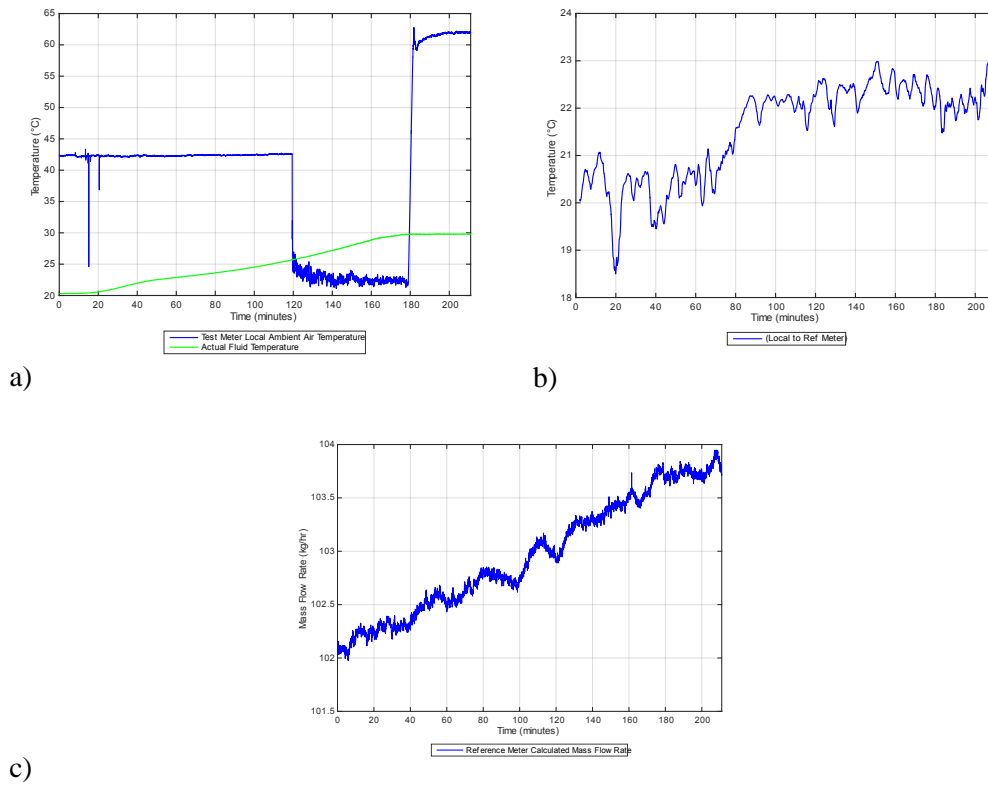 65
60
55
50
45
40
35
30
25
20
Temperature (°C)
0 20 40 60 80 100 120 140 160 180 200
Time (minutes)
Test Meter Local Ambient Air Temperature
Actual Fluid Temperature
a)
24
23
22
21
20
19
18
Temperature (°C)
0 20 40 60 80 100 120 140 160 180 200
Time (minutes)
(Local to Ref Meter)
b)
104
103.5
103
102.5
102
101.5
Mass Flow Rate (kg/hr)
0 20 40 60 80 100 120 140 160 180 200
Time (minutes)
Reference Meter Calculated Mass Flow Rate
c)